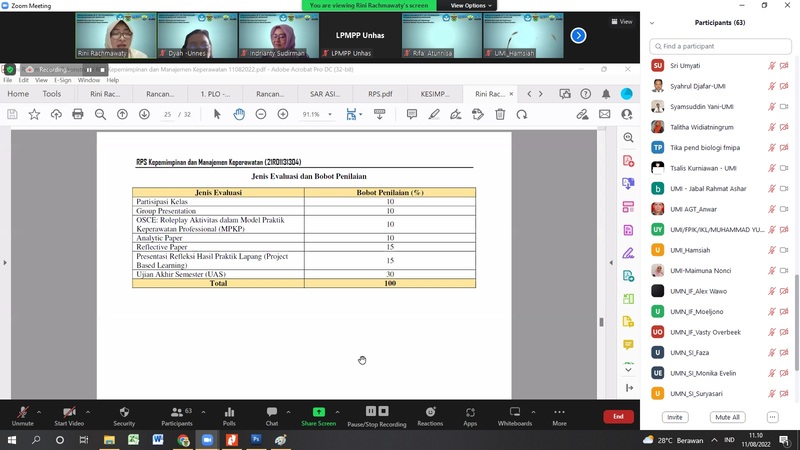 Zoom Meeting
You are viewing Rini Rachmawaty's screen
View Options
View
Rini Rachmawaty
Dyah -Unnes
Indrianty Sudirman
LPMPP Unhas
LPMPP Unhas
Rifa' Atunnisa
UMI_Hamsiah
Recording...
Kepemimpinan dan Manajemen Keperawatan 11082022.pdf - Adobe Acrobat Pro DC (32-bit)
File Edit View E-Sign Window Help
Home Tools Rini Rac... Rancan... 1. PLO -... Rancan... SAR ASI... RPS.pdf KESIMP... Rini Rac... ×
25 / 32 91.1%
RPS Kepemimpinan dan Manajemen Keperawatan (21R01131304)
Jenis Evaluasi dan Bobot Penilaian
Jenis Evaluasi Bobot Penilaian (%)
Partisipasi Kelas 10
Group Presentation 10
OSCE: Roleplay Aktivitas dalam Model Praktik
Keperawatan Professional (MPKP) 10
Analytic Paper 10
Reflective Paper 15
Presentasi Refleksi Hasil Praktik Lapang (Project
Based Learning) 15
Ujian Akhir Semester (UAS) 30
Total 100
Participants (63)
Find a participant
SU Sri Umyati
Syahrul Djafar-UMI
Syamsuddin Yani-UMI
Talitha Widiatningrum
TP Tika pend biologi fmipa
Tsalis Kurniawan - UMI
b UMI - Jabal Rahmat Ashar
UMI AGT_Anwar
UY UMI/FPIK/IKL/MUHAMMAD YU...
U UMI_Hamsiah
UMI-Maimuna Nonci
UMN_IF_Alex Wawo
U UMN_IF_Moeljono
UO UMN_IF_Vasty Overbeek
U UMN_SI_Faza
UE UMN_SI_Monika Evelin
U UMN_SI_Suryasari
Invite Mute All ...
Unmute Start Video Security Participants 63 Polls Chat Share Screen Pause/Stop Recording Reactions Apps Whiteboards More End
28°C Berawan IND 11.10
11/08/2022